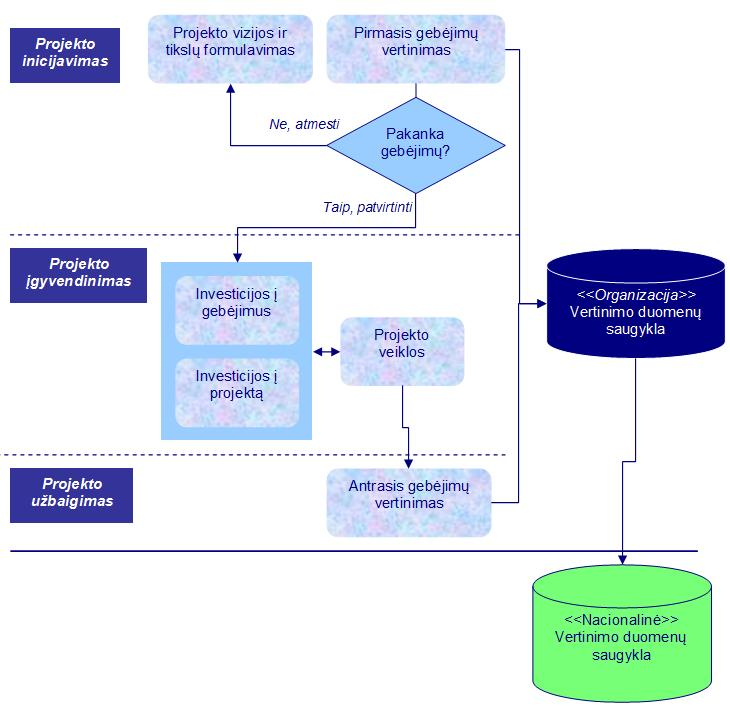 Projekto
inicijavimas
Projekto vizijos ir
tikslų formulavimas
Pirmasis gebėjimų
vertinimas
Ne, atmesti
Pakanka
gebėjimų?
Taip, patvirtinti
Projekto
įgyvendinimas
Investicijos į
gebėjimus
Investicijos į
projektą
Projekto
veiklos
<<Organizacija>>
Vertinimo duomenų
saugykla
Projekto
užbaigimas
Antrasis gebėjimų
vertinimas
<<Nacionalinė>>
Vertinimo duomenų
saugykla